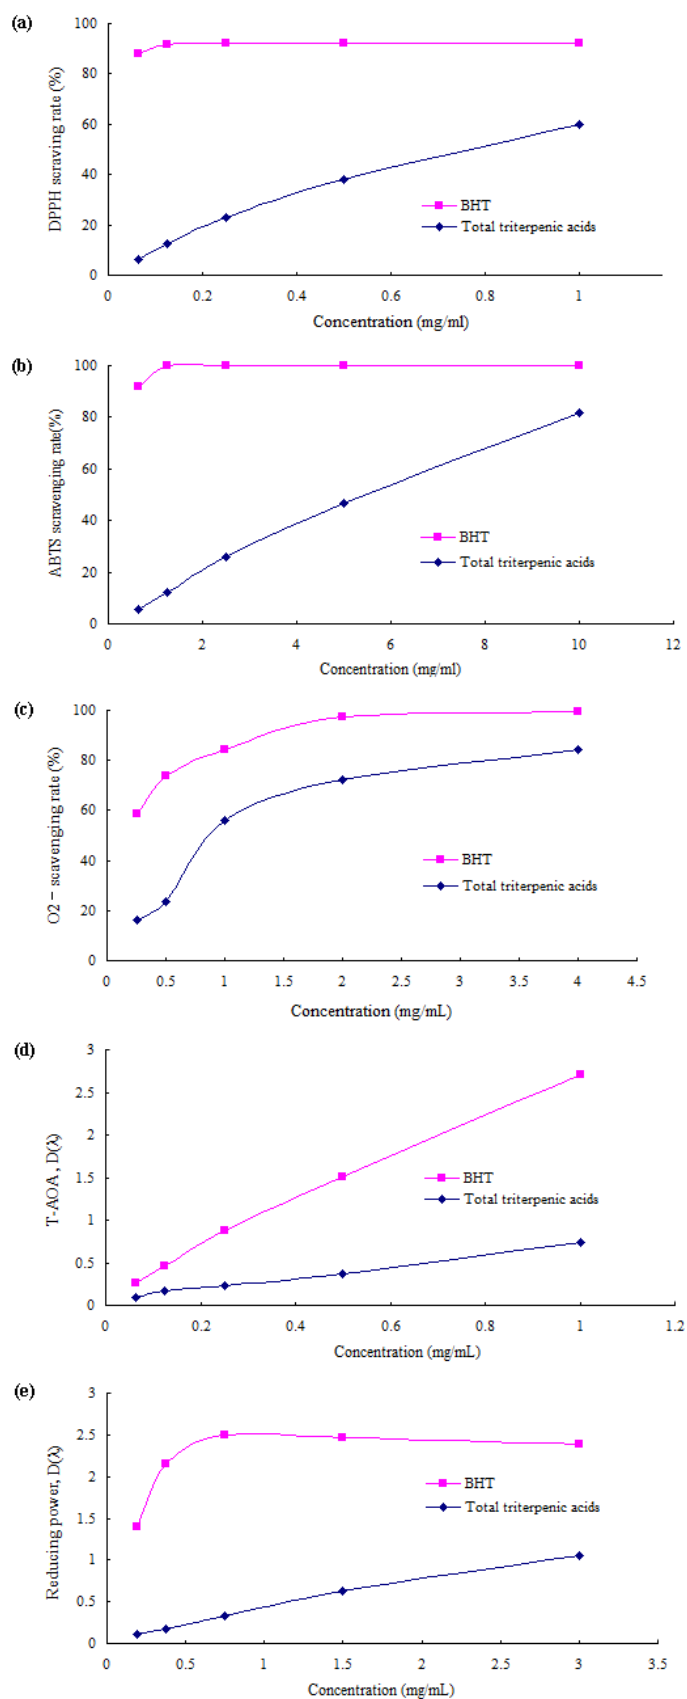 (a)
100
80
60
40
20
0
DPPH scraving rate (%)
BHT
Total triterpenic acids
0 0.2 0.4 0.6 0.8 1
Concentration (mg/ml)
(b)
100
80
60
40
20
0
ABTS scavenging rate(%)
BHT
Total triterpenic acids
0 2 4 6 8 10 12
Concentration (mg/ml)
(c)
100
80
60
40
20
0
O2− scavenging rate (%)
BHT
Total triterpenic acids
0 0.5 1 1.5 2 2.5 3 3.5 4 4.5
Concentration (mg/mL)
(d)
3
2.5
2
1.5
1
0.5
0
T-AOA , D(λ)
BHT
Total triterpenic acids
0 0.2 0.4 0.6 0.8 1 1.2
Concentration (mg/mL)
(e)
3
2.5
2
1.5
1
0.5
0
Reducing power, D(λ)
BHT
Total triterpenic acids
0 0.5 1 1.5 2 2.5 3 3.5
Concentration (mg/mL)